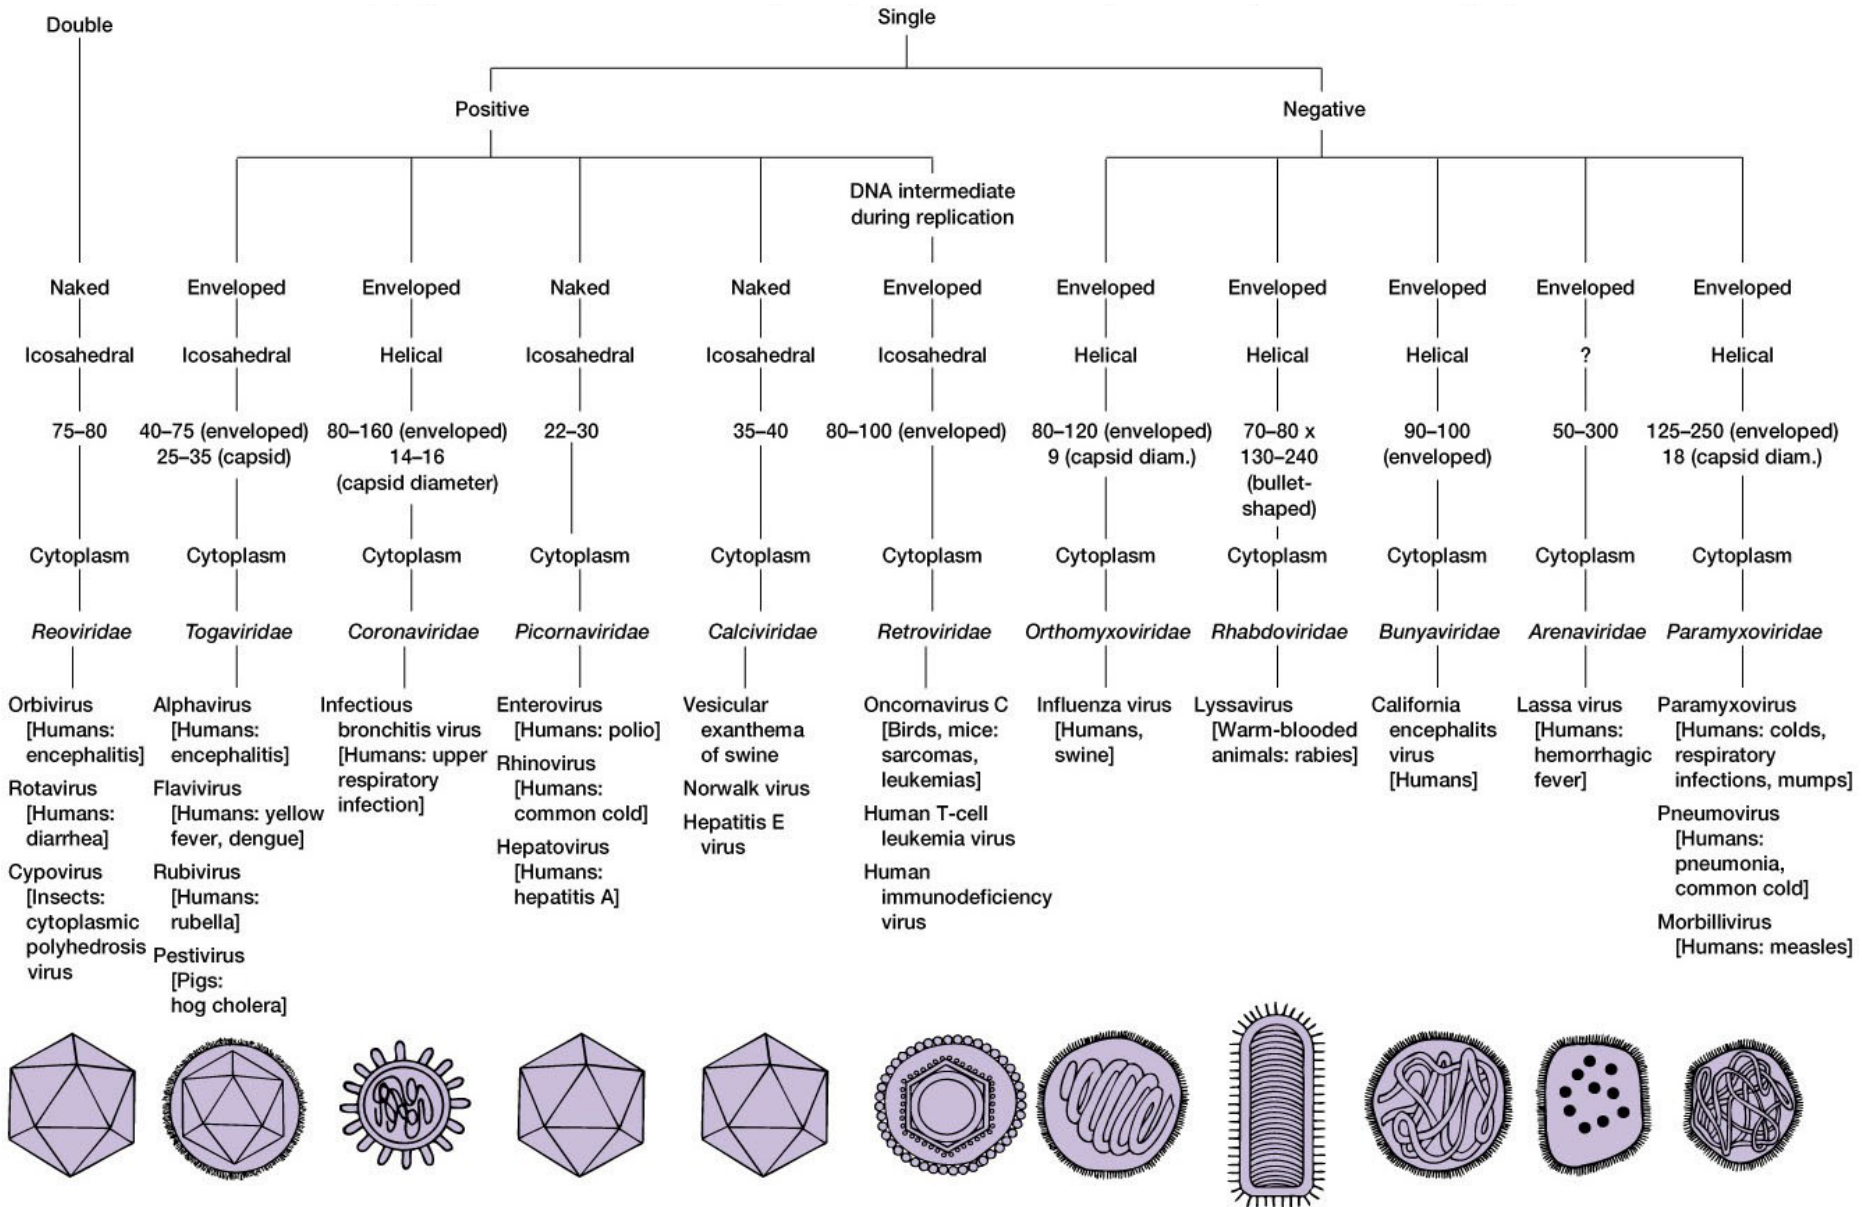 Double
Single
Positive
Negative
DNA intermediate
during replication
Naked
Enveloped
Enveloped
Naked
Naked
Enveloped
Enveloped
Enveloped
Enveloped
Enveloped
Enveloped
Icosahedral
Icosahedral
Helical
Icosahedral
Icosahedral
Icosahedral
Helical
Helical
Helical
?
Helical
75–80
40–75 (enveloped)
25–35 (capsid)
80–160 (enveloped)
14–16
(capsid diameter)
22–30
35–40
80–100 (enveloped)
80–120 (enveloped)
9 (capsid diam.)
70–80 x
130–240
(bullet-
shaped)
90–100
(enveloped)
50–300
125–250 (enveloped)
18 (capsid diam.)
Cytoplasm
Cytoplasm
Cytoplasm
Cytoplasm
Cytoplasm
Cytoplasm
Cytoplasm
Cytoplasm
Cytoplasm
Cytoplasm
Cytoplasm
Reoviridae
Togaviridae
Coronaviridae
Picornaviridae
Calciviridae
Retroviridae
Orthomyxoviridae
Rhabdoviridae
Bunyaviridae
Arenaviridae
Paramyxoviridae
Orbivirus
[Humans:
encephalitis]
Rotavirus
[Humans:
diarrhea]
Cypovirus
[Insects:
cytoplasmic
polyhedrosis
virus
Alphavirus
[Humans:
encephalitis]
Flavivirus
[Humans: yellow
fever, dengue]
Rubivirus
[Humans:
rubella]
Pestivirus
[Pigs:
hog cholera]
Infectious
bronchitis virus
[Humans: upper
respiratory
infection]
Enterovirus
[Humans: polio]
Rhinovirus
[Humans:
common cold]
Hepatovirus
[Humans:
hepatitis A]
Vesicular
exanthema
of swine
Norwalk virus
Hepatitis E
virus
Oncornavirus C
[Birds, mice:
sarcomas,
leukemias]
Human T-cell
leukemia virus
Human
immunodeficiency
virus
Influenza virus
[Humans,
swine]
Lyssavirus
[Warm-blooded
animals: rabies]
California
encephalits
virus
[Humans]
Lassa virus
[Humans:
hemorrhagic
fever]
Paramyxovirus
[Humans: colds,
respiratory
infections, mumps]
Pneumovirus
[Humans:
pneumonia,
common cold]
Morbillivirus
[Humans: measles]